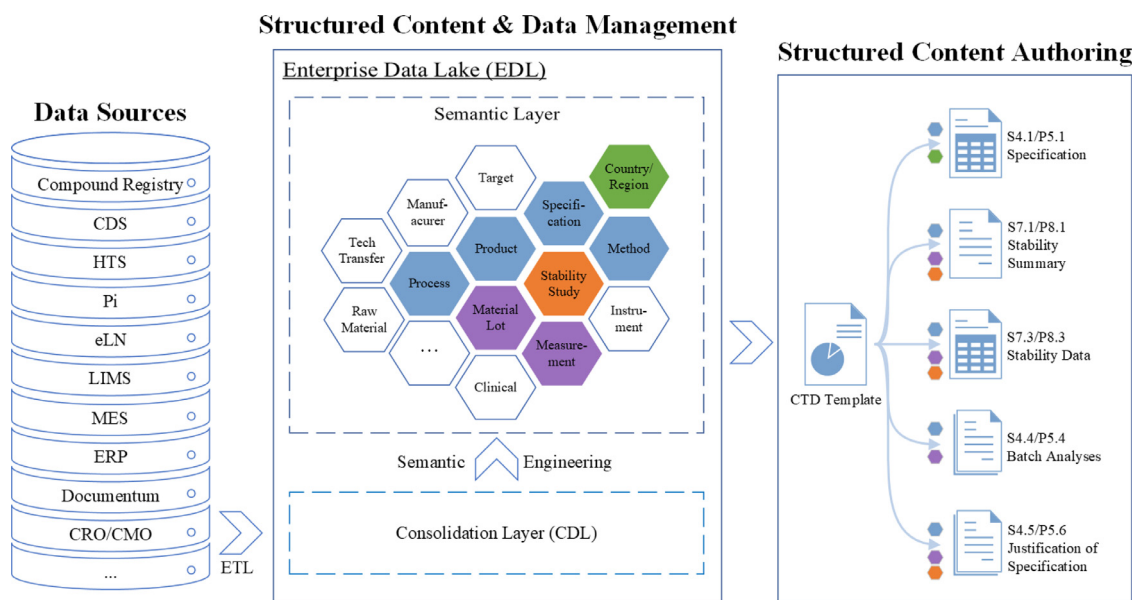 Structured Content & Data Management
Structured Content Authoring
Data Sources
Compound Registry
CDS
HTS
Pi
eLN
LIMS
MES
ERP
Documentum
CRO/CMO
...
ETL
Enterprise Data Lake (EDL)
Semantic Layer
Target
Country/
Region
Manuf-
acurer
Specifi-
cation
Tech
Transfer
Product
Method
Process
Stability
Study
Raw
Material
Material
Lot
Instru-
ment
...
Measure-
ment
Clinical
Semantic
Engineering
Consolidation Layer (CDL)
CTD Template
S4.1/P5.1
Specification
S7.1/P8.1
Stability
Summary
S7.3/P8.3
Stability Data
S4.4/P5.4
Batch Analyses
S4.5/P5.6
Justification of
Specification